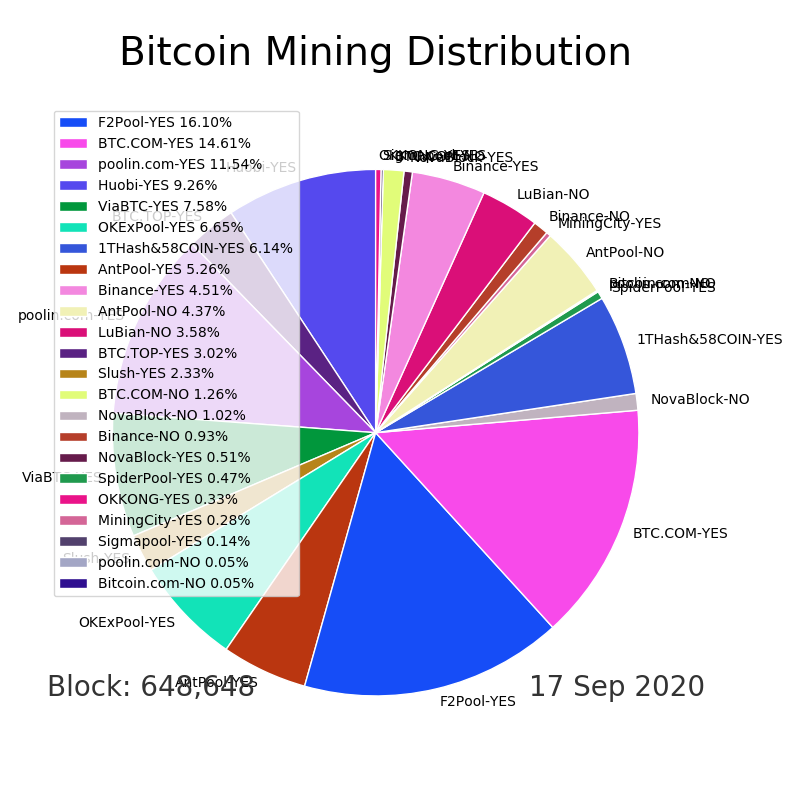 Bitcoin Mining Distribution
F2Pool-YES 16.10%
BTC.COM-YES 14.61%
poolin.com-YES 11.54%
Huobi-YES 9.26%
ViaBTC-YES 7.58%
OKExPool-YES 6.65%
1THash&58COIN-YES 6.14%
AntPool-YES 5.26%
Binance-YES 4.51%
AntPool-NO 4.37%
LuBian-NO 3.58%
BTC.TOP-YES 3.02%
Slush-YES 2.33%
BTC.COM-NO 1.26%
NovaBlock-NO 1.02%
Binance-NO 0.93%
NovaBlock-YES 0.51%
SpiderPool-YES 0.47%
OKKONG-YES 0.33%
MiningCity-YES 0.28%
Sigmapool-YES 0.14%
poolin.com-NO 0.05%
Bitcoin.com-NO 0.05%
Huobi-YES
BTC.TOP-YES
poolin.com-YES
ViaBTC-YES
Slush-YES
OKExPool-YES
AntPool-YES
F2Pool-YES
BTC.COM-YES
NovaBlock-NO
1THash&58COIN-YES
SpiderPool-YES
AntPool-NO
MiningCity-YES
Binance-NO
LuBian-NO
Binance-YES
NovaBlock-YES
Block: 648,648
17 Sep 2020